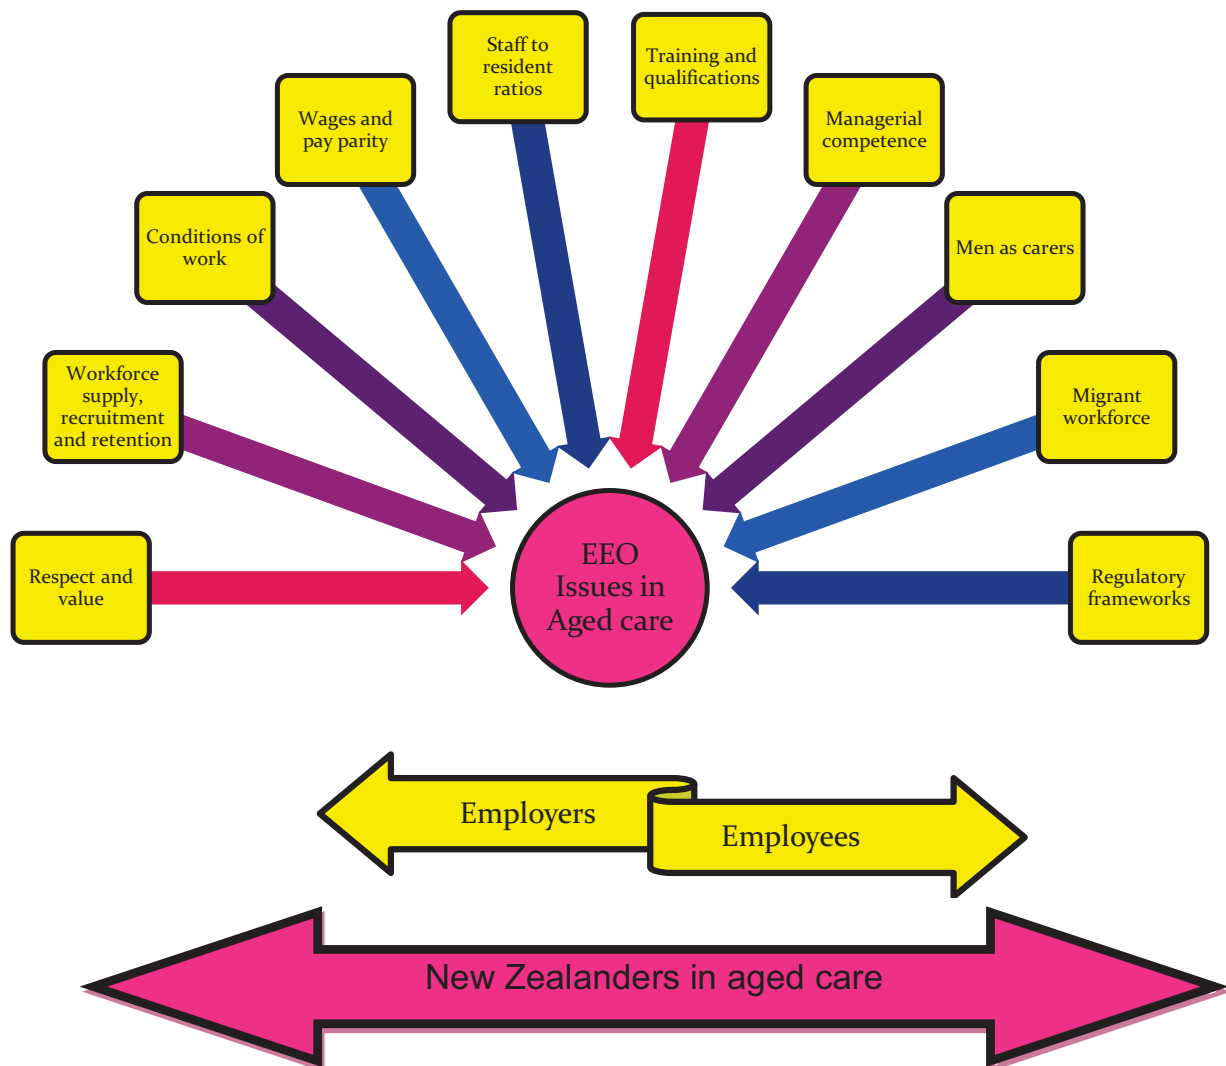 Staff to
resident
ratios
Training and
qualifications
Wages and
pay parity
Managerial
competence
Conditions of
work
Men as carers
Workforce
supply,
recruitment
and retention
Migrant
workforce
Respect and
value
EEO
Issues in
Aged care
Regulatory
frameworks
Employers
Employees
New Zealanders in aged care